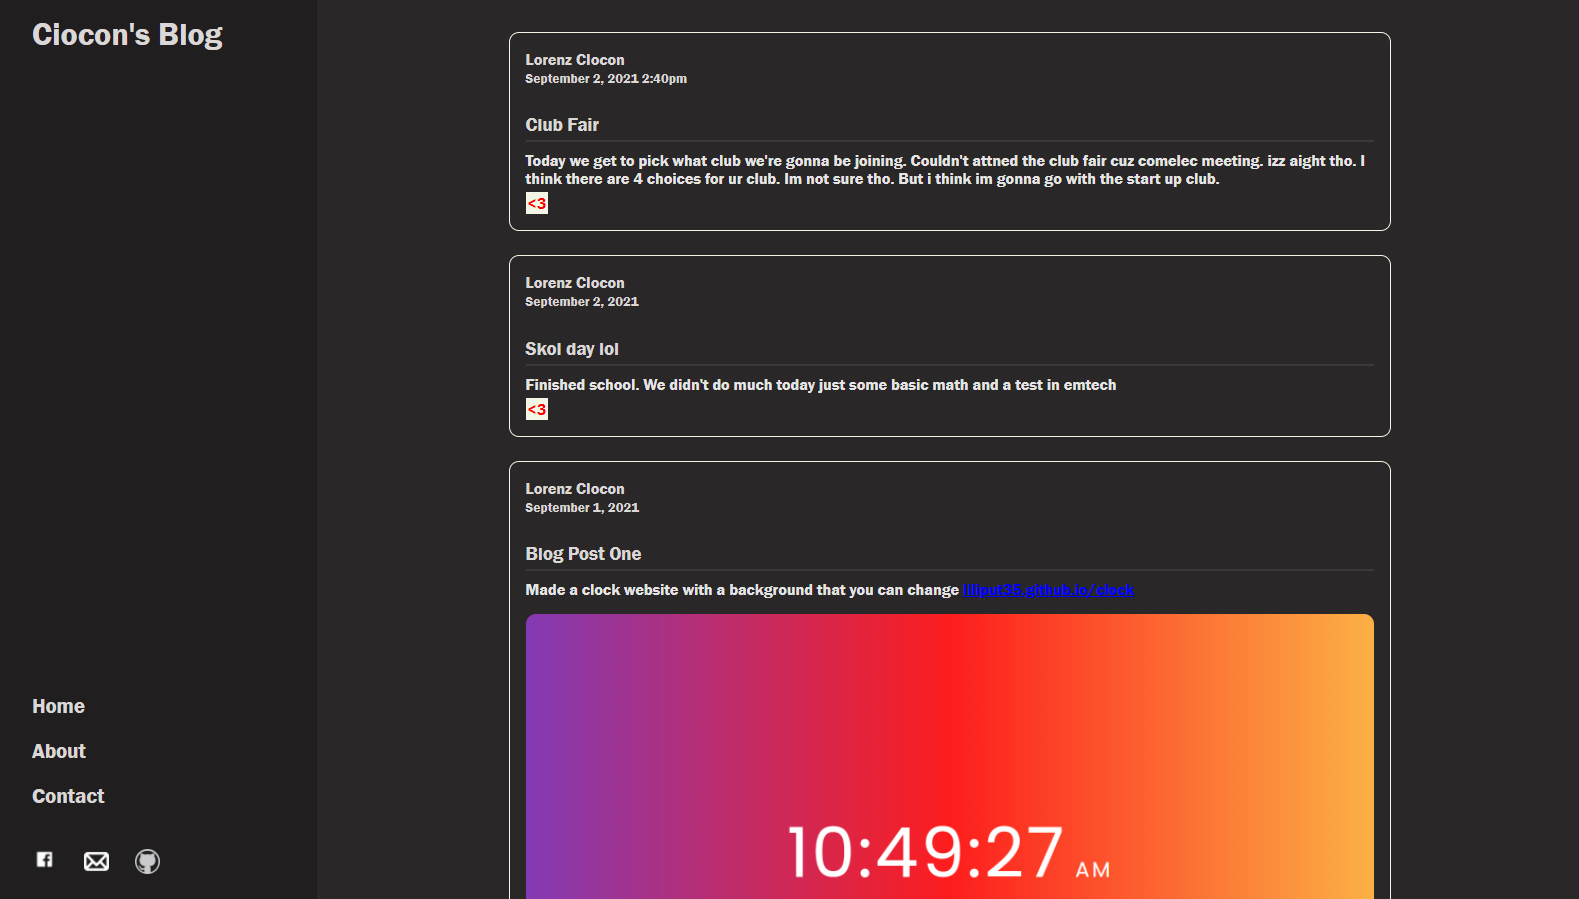 Ciocon's Blog
Lorenz CIocon
September 2, 2021 2:40pm
Club Fair
Today we get to pick what club we're gonna be joining. Couldn't attned the club fair cuz comelec meeting. izz aight tho. I
think there are 4 choices for ur club. Im not sure tho. But i think im gonna go with the start up club.
<3
Lorenz CIocon
September 2, 2021
Skol day lol
Finished school. We didn't do much today just some basic math and a test in emtech
<3
Lorenz CIocon
September 1, 2021
Blog Post One
Made a clock website with a background that you can change lilliput35.github.io/clock
10:49:27 AM
Home
About
Contact